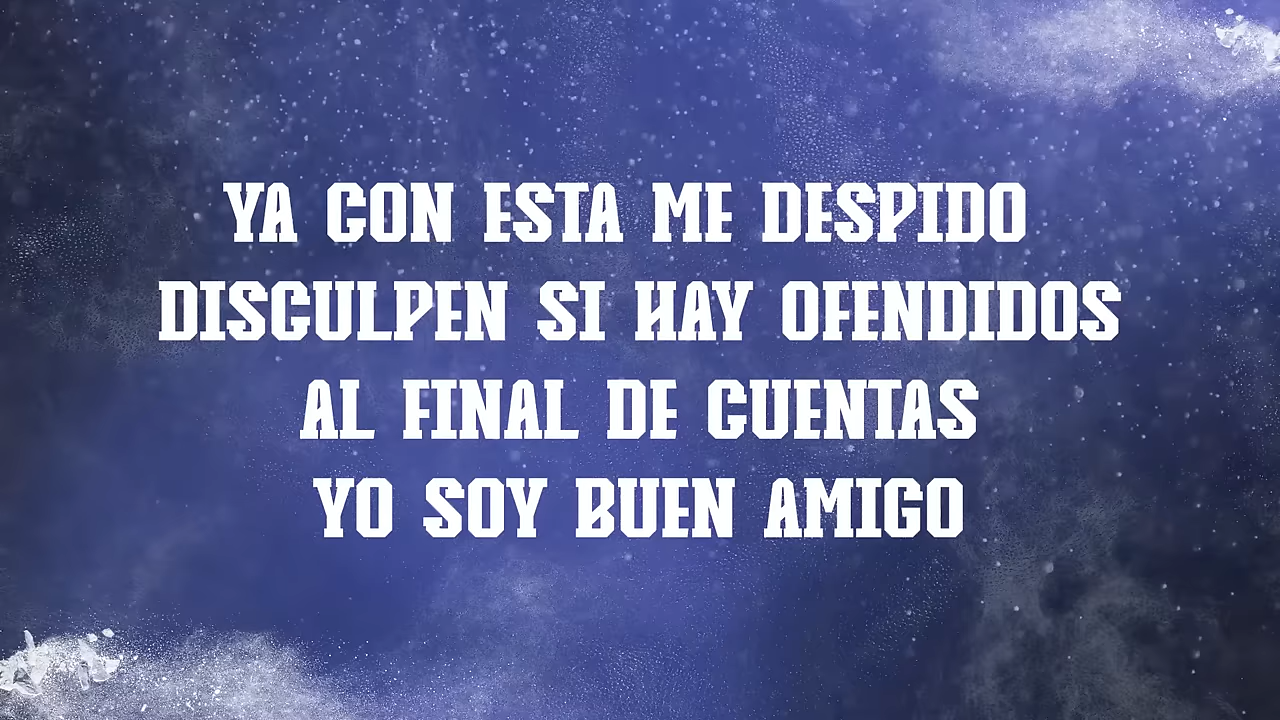 YA CON ESTA ME DESPIDO
DISCULPEN SI HAY OFENDIDOS
AL FINAL DE CUENTAS
YO SOY BUEN AMIGO